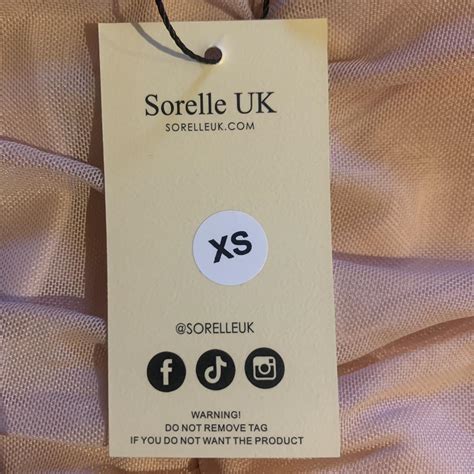 Sorelle UK
SORELLEUK.COM
XS
@SORELLEUK
WARNING!
DO NOT REMOVE TAG
IF YOU DO NOT WANT THE PRODUCT